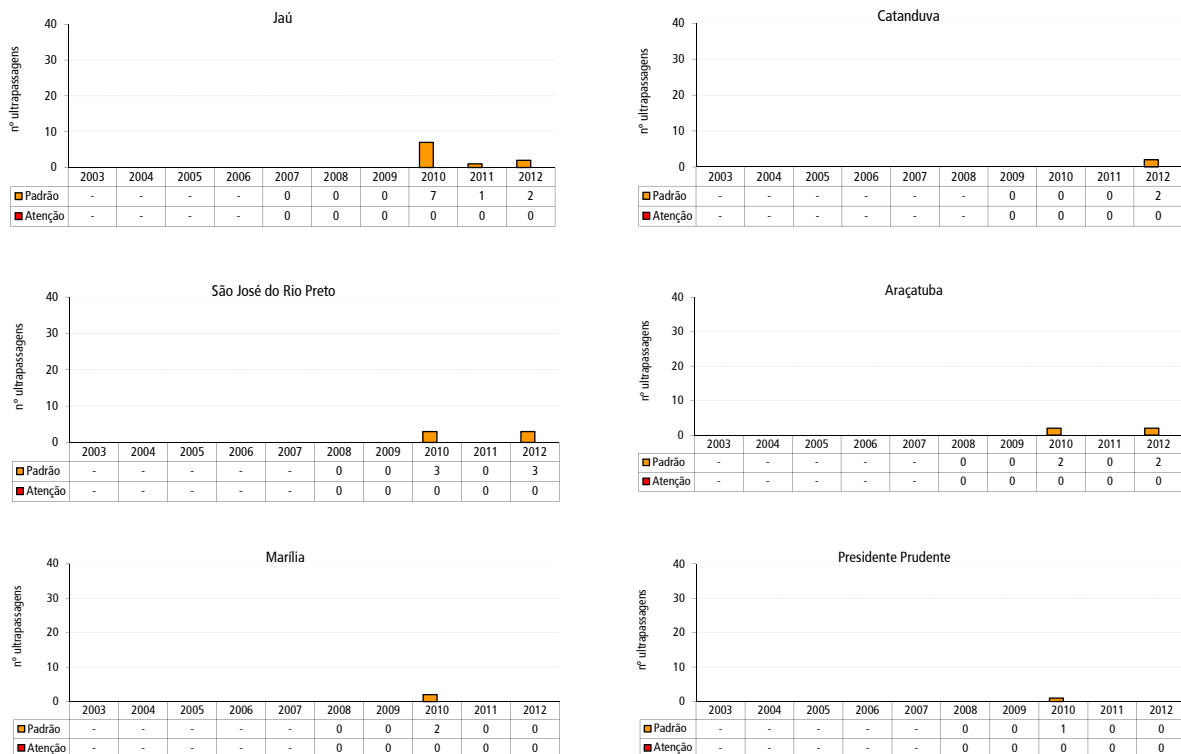 Jaú
40
30
20
10
0
nº ultrapassagens
2003 2004 2005 2006 2007 2008 2009 2010 2011 2012
Padrão - - - - 0 0 0 7 1 2
Atenção - - - - 0 0 0 0 0 0
Catanduva
40
30
20
10
0
nº ultrapassagens
2003 2004 2005 2006 2007 2008 2009 2010 2011 2012
Padrão - - - - - - 0 0 0 2
Atenção - - - - - - 0 0 0 0
São José do Rio Preto
40
30
20
10
0
nº ultrapassagens
2003 2004 2005 2006 2007 2008 2009 2010 2011 2012
Padrão - - - - - 0 0 3 0 3
Atenção - - - - - 0 0 0 0 0
Araçatuba
40
30
20
10
0
nº ultrapassagens
2003 2004 2005 2006 2007 2008 2009 2010 2011 2012
Padrão - - - - - 0 0 2 0 2
Atenção - - - - - 0 0 0 0 0
Marília
40
30
20
10
0
nº ultrapassagens
2003 2004 2005 2006 2007 2008 2009 2010 2011 2012
Padrão - - - - - 0 0 2 0 0
Atenção - - - - - 0 0 0 0 0
Presidente Prudente
40
30
20
10
0
nº ultrapassagens
2003 2004 2005 2006 2007 2008 2009 2010 2011 2012
Padrão - - - - - 0 0 1 0 0
Atenção - - - - - 0 0 0 0 0